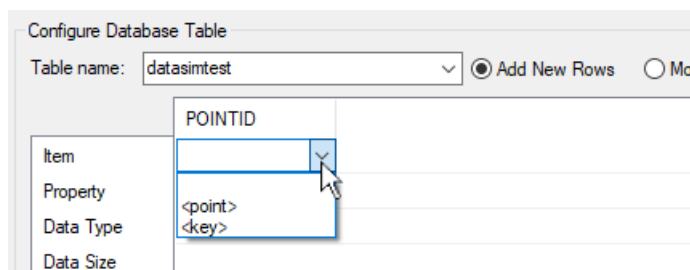 Configure Database Table
Table name: datasimtest Add New Rows
POINTID
Item
Property
<point>
Data Type
<key>
Data Size